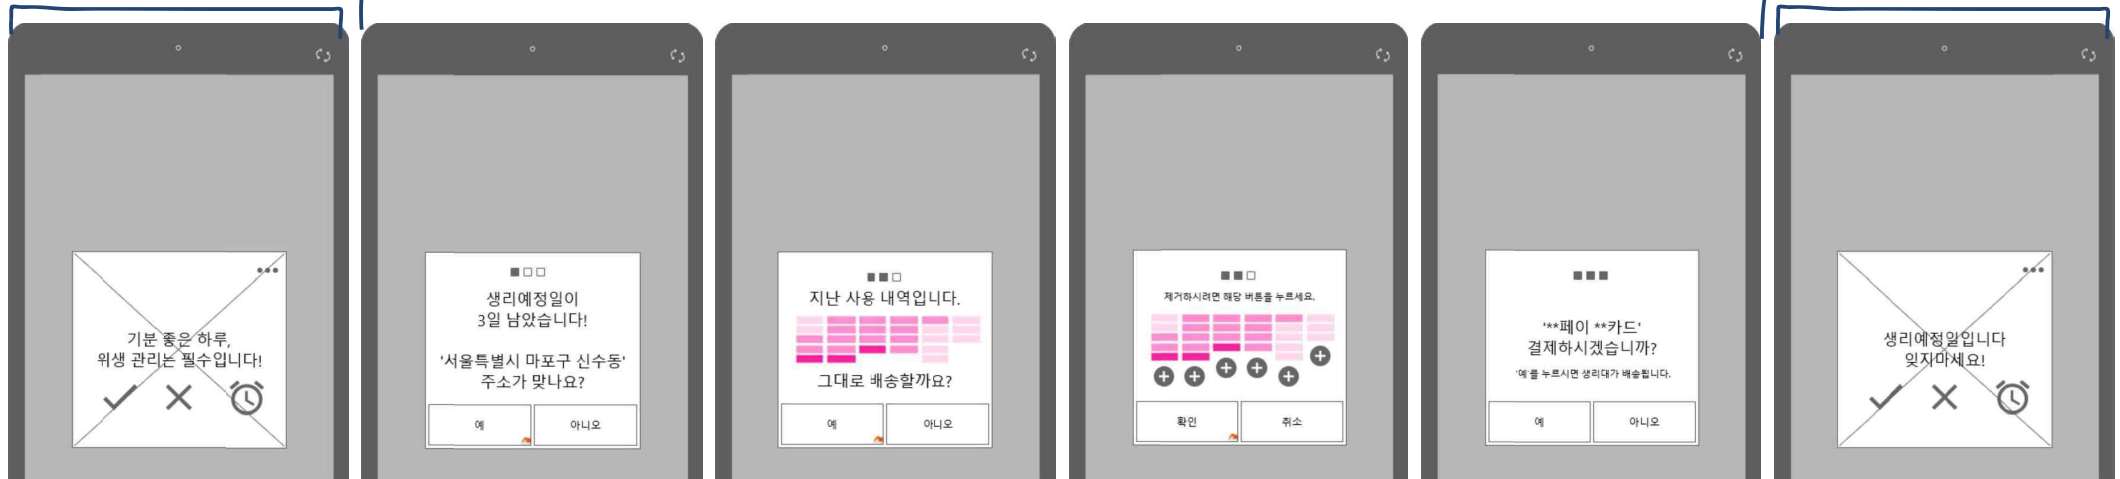 기분 좋은 하루,
위생 관리는 필수입니다!
생리예정일이
3일 남았습니다!
'서울특별시 마포구 신수동'
주소가 맞나요?
예
아니오
지난 사용 내역입니다.
그대로 배송할까요?
예
아니오
제거하시려면 해당 버튼을 누르세요.
확인
취소
'**페이 **카드'
결제하시겠습니까?
'예'를 누르시면 생리대가 배송됩니다.
예
아니오
생리예정일입니다
잊지마세요!